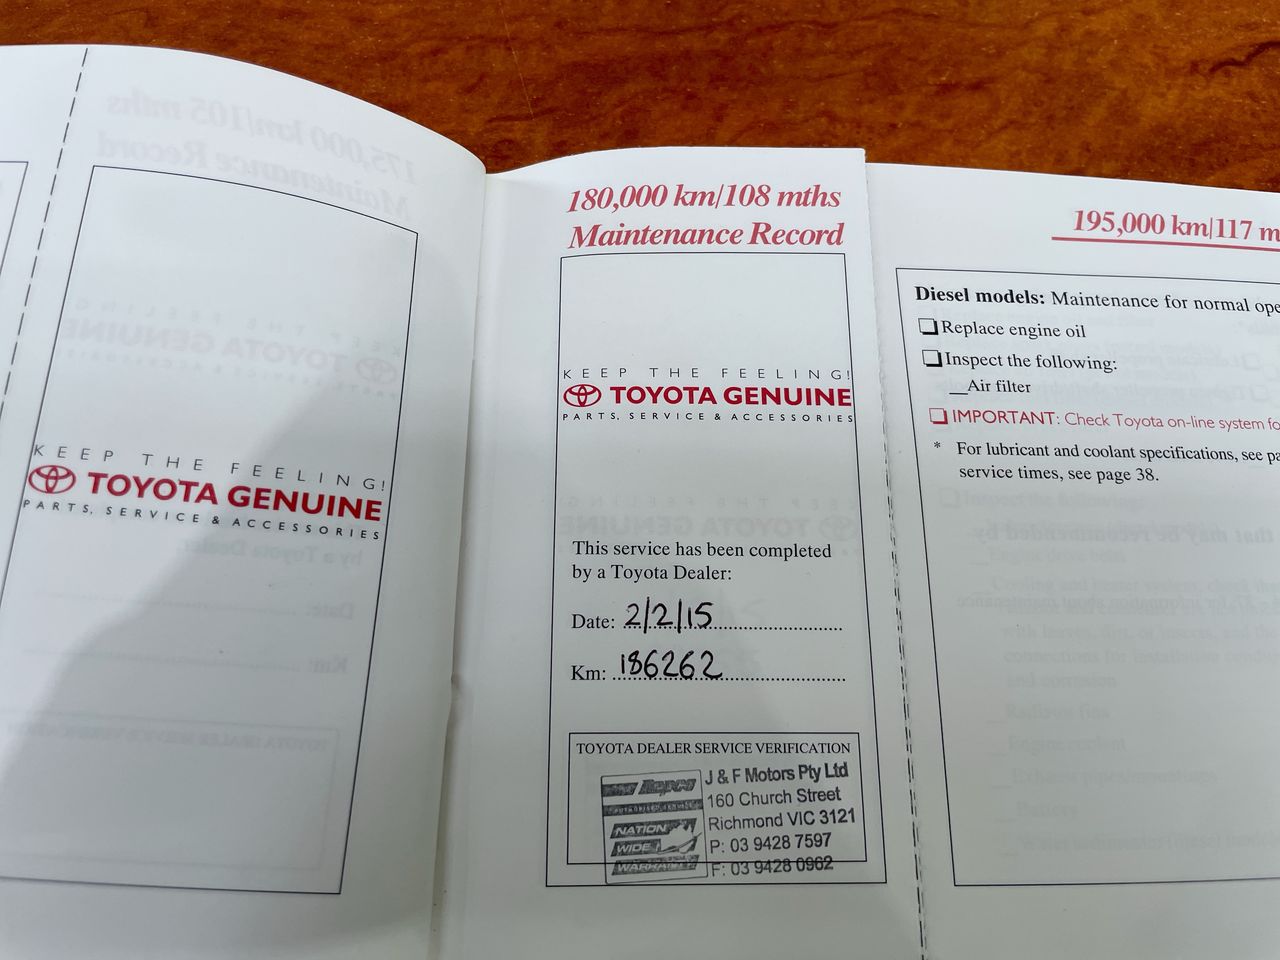 KEEP THE FEELING!
TOYOTA GENUINE
PARTS, SERVICE & ACCESSORIES
180,000 km/108 mths
Maintenance Record
KEEP THE FEELING!
TOYOTA GENUINE
PARTS, SERVICE & ACCESSORIES
This service has been completed
by a Toyota Dealer:
Date: 2/2/15
Km: 186262
TOYOTA DEALER SERVICE VERIFICATION
Repco
AUTHORISED SERVICE
NATION
WIDE
WARRANTY
J & F Motors Pty Ltd
160 Church Street
Richmond VIC 3121
P: 03 9428 7597
F: 03 9428 0962
195,000 km/117 m
Diesel models: Maintenance for normal ope
Replace engine oil
Inspect the following:
Air filter
IMPORTANT: Check Toyota on-line system fo
* For lubricant and coolant specifications, see pa
service times, see page 38.